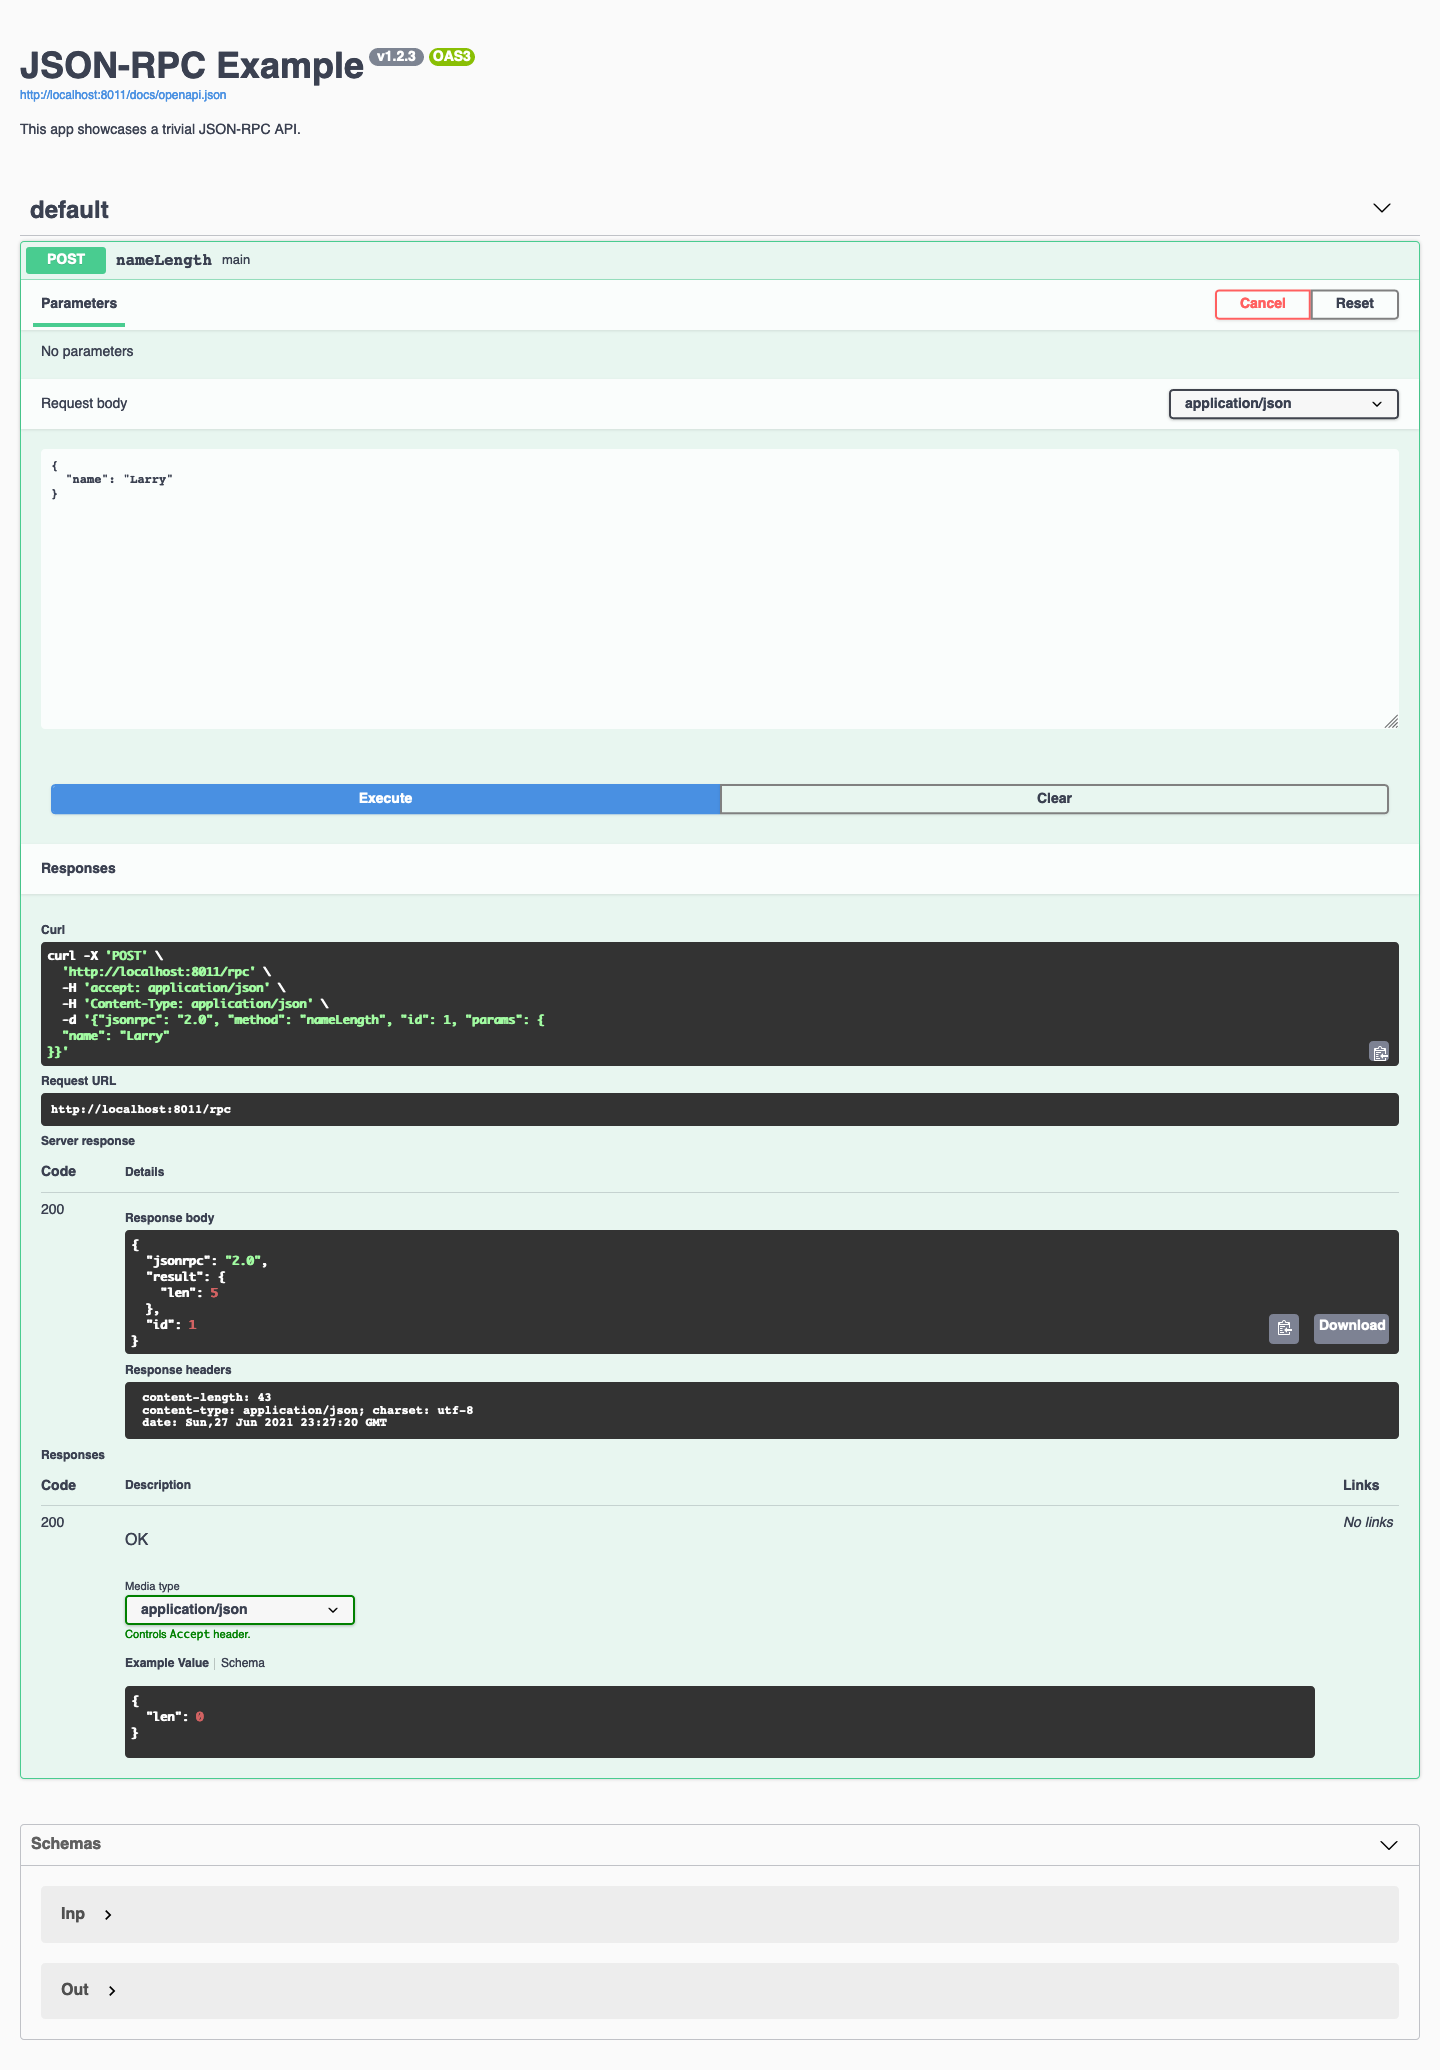 JSON-RPC Example v1.2.3 OAS3
http://localhost:8011/docs/openapi.json
This app showcases a trivial JSON-RPC API.
default
POST nameLength main
Parameters Cancel Reset
No parameters
Request body application/json
{
  "name": "Larry"
}
Execute Clear
Responses
Curl
curl -X 'POST' \
  'http://localhost:8011/rpc' \
  -H 'accept: application/json' \
  -H 'Content-Type: application/json' \
  -d '{"jsonrpc": "2.0", "method": "nameLength", "id": 1, "params": {
  "name": "Larry"
}}'
Request URL
http://localhost:8011/rpc
Server response
Code Details
200
Response body
{
  "jsonrpc": "2.0",
  "result": {
    "len": 5
  },
  "id": 1
}
Download
Response headers
content-length: 43
content-type: application/json; charset: utf-8
date: Sun,27 Jun 2021 23:27:20 GMT
Responses
Code Description Links
200 No links
OK
Media type
application/json
Controls Accept header.
Example Value Schema
{
  "len": 0
}
Schemas
Inp
Out